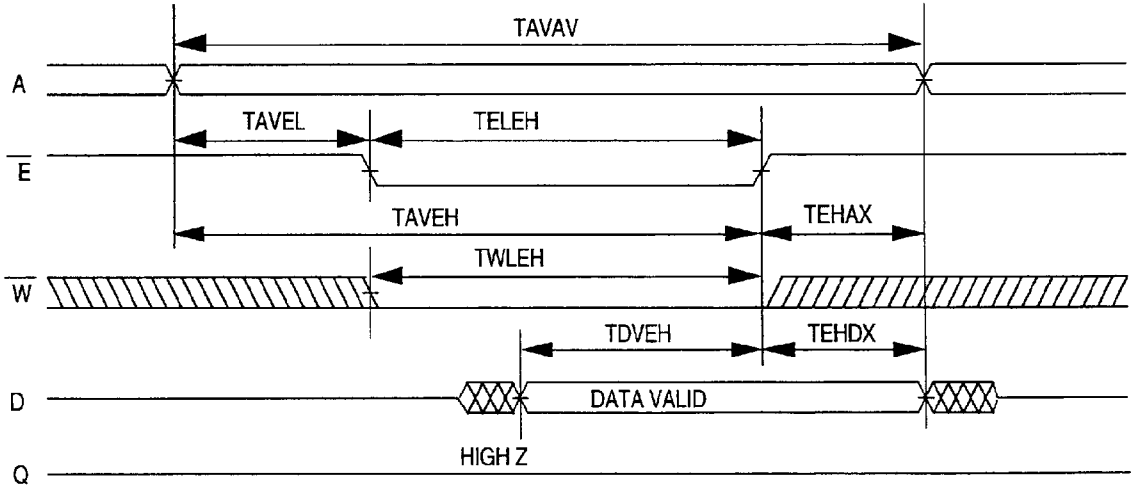 TAVAV
A
TAVEL TELEH
E
TAVEH TEHAX
TWLEH
W
TDVEH TEHDX
D DATA VALID
HIGH Z
Q